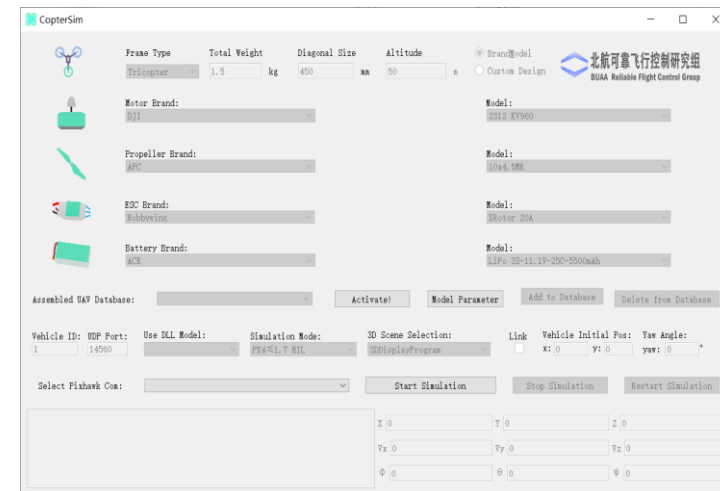 CopterSim
Frame Type Total Weight Diagonal Size Altitude BrandModel
Tricopter 1.5 kg 450 mm 50 m Custom Design
北航可靠飞行控制研究组
BUAA Reliable Flight Control Group
Motor Brand: Model:
DJI 2312 KV960
Propeller Brand: Model:
APC 10x4.5MR
ESC Brand: Model:
Hobbywing XRotor 20A
Battery Brand: Model:
ACE LiPo 3S-11.1V-25C-5500mAh
Assembled UAV Database: Activate! Model Parameter Add to Database Delete from Database
Vehicle ID: UDP Port: Use DLL Model: Simulation Mode: 3D Scene Selection: Link Vehicle Initial Pos: Yaw Angle:
1 14560 PX4≤1.7 HIL 3DDisplayProgram x: 0 y: 0 yaw: 0 °
Select Pixhawk Com: Start Simulation Stop Simulation Restart Simulation
X 0 Y 0 Z 0
Vx 0 Vy 0 Vz 0
Φ 0 Θ 0 Ψ 0